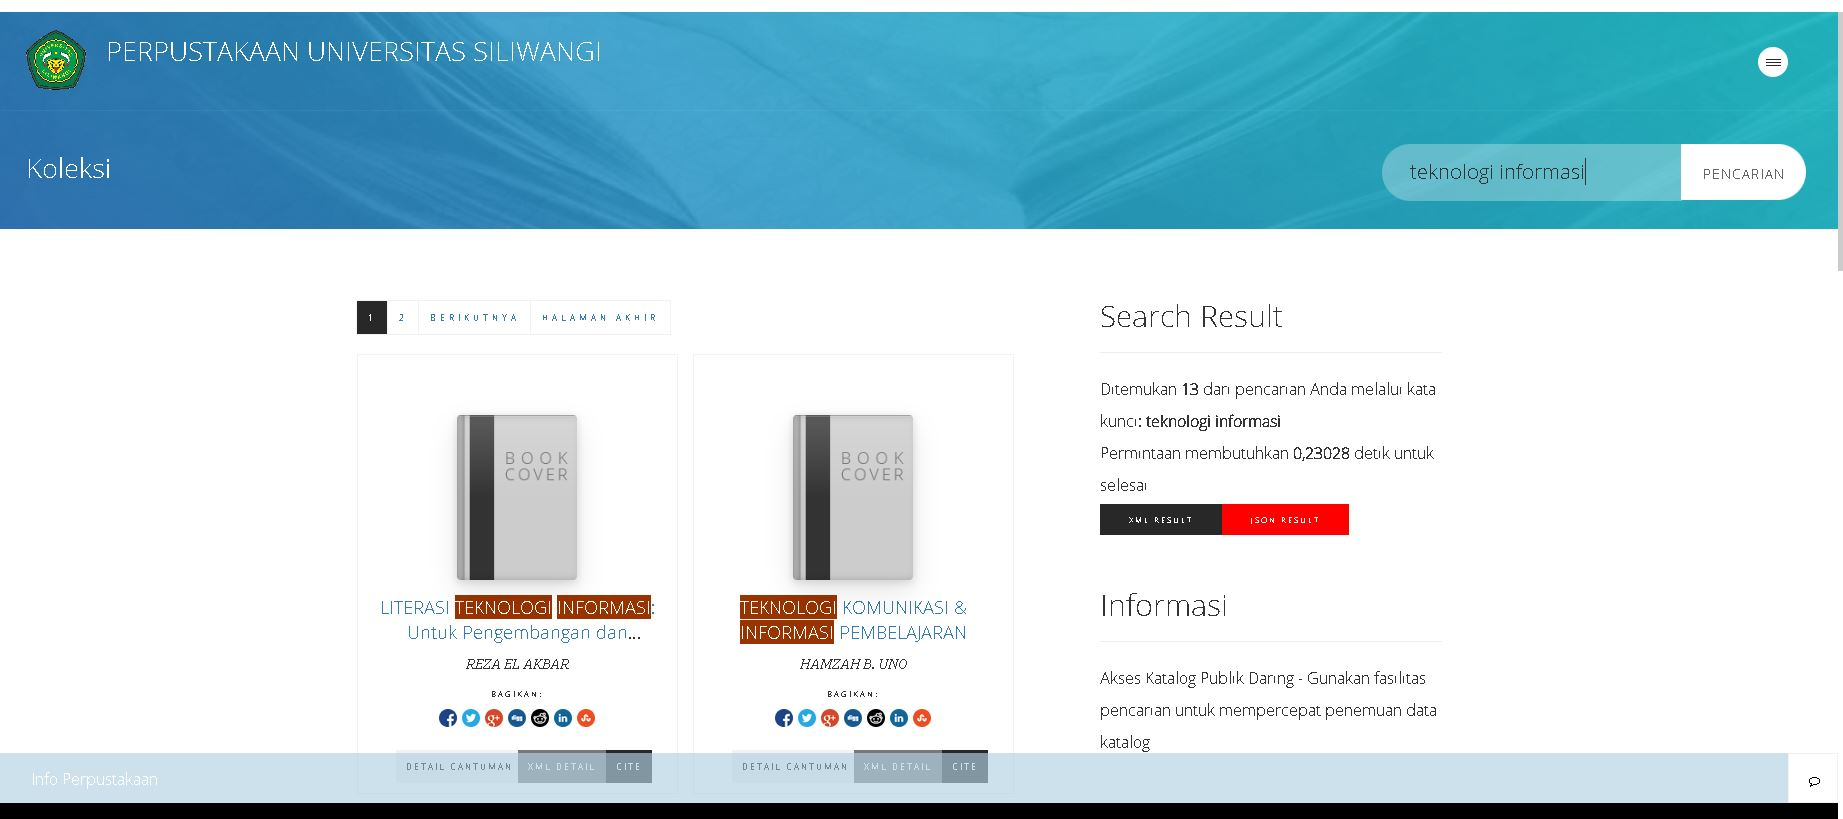 PERPUSTAKAAN UNIVERSITAS SILIWANGI
Koleksi
teknologi informasi
PENCARIAN
1 2 BERIKUTNYA HALAMAN AKHIR
BOOK
COVER
LITERASI TEKNOLOGI INFORMASI:
Untuk Pengembangan dan...
REZA EL AKBAR
BAGIKAN:
DETAIL CANTUMAN XML DETAIL CITE
BOOK
COVER
TEKNOLOGI KOMUNIKASI &
INFORMASI PEMBELAJARAN
HAMZAH B. UNO
BAGIKAN:
DETAIL CANTUMAN XML DETAIL CITE
Search Result
Ditemukan 13 dari pencarian Anda melalui kata
kunci: teknologi informasi
Permintaan membutuhkan 0,23028 detik untuk
selesai
XML RESULT JSON RESULT
Informasi
Akses Katalog Publik Daring - Gunakan fasilitas
pencarian untuk mempercepat penemuan data
katalog
Info Perpustakaan